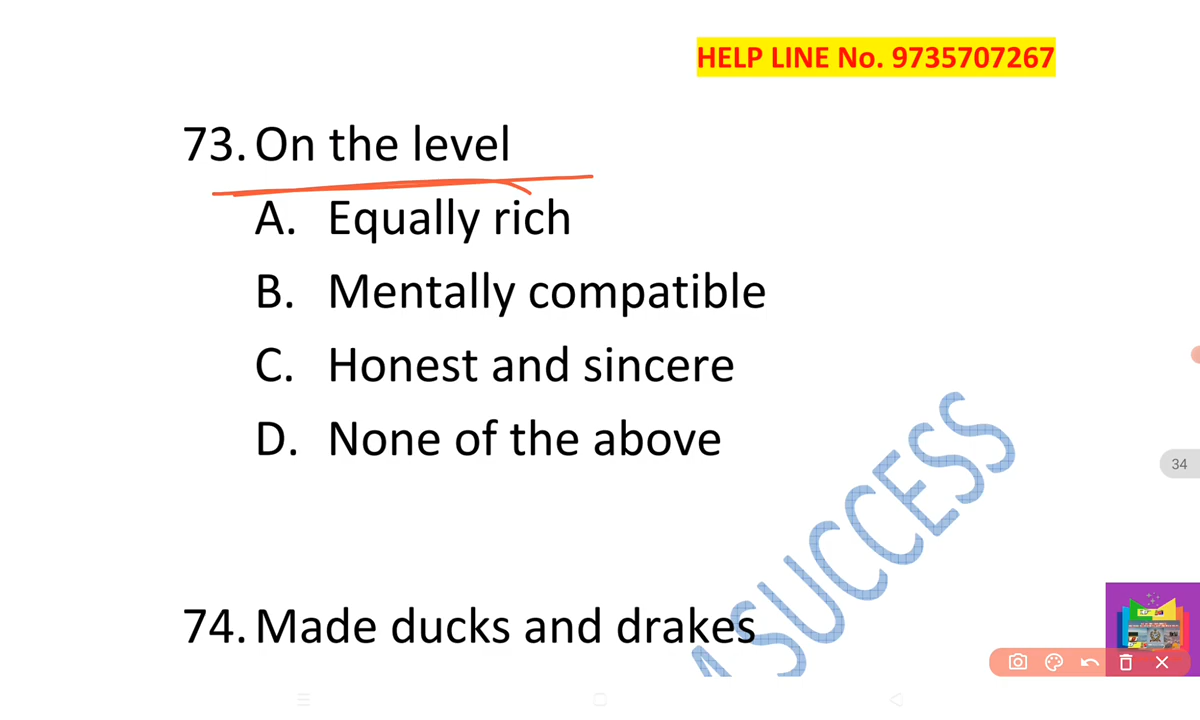 HELP LINE No. 9735707267
73. On the level
A. Equally rich
B. Mentally compatible
C. Honest and sincere
D. None of the above
34
74. Made ducks and drakes
SUCCESS